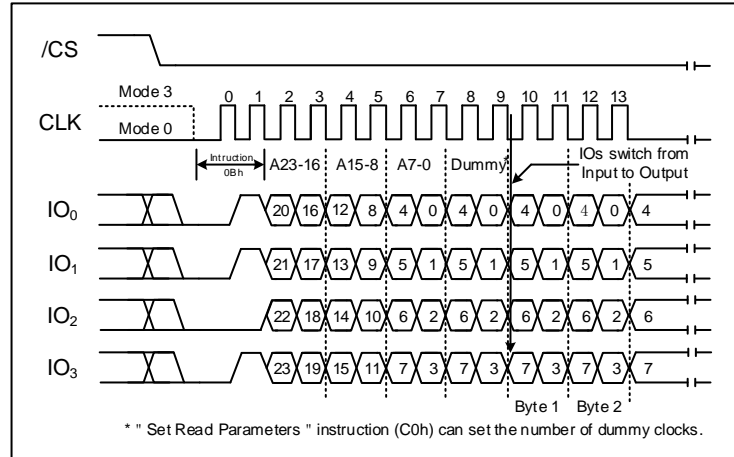 /CS
Mode 3
0 1 2 3 4 5 6 7 8 9 10 11 12 13
CLK
Mode 0
Intruction
0Bh
A23-16 A15-8 A7-0 Dummy*
IOs switch from
Input to Output
IO0 20 16 12 8 4 0 4 0 4 0 4 0 4
IO1 21 17 13 9 5 1 5 1 5 1 5 1 5
IO2 22 18 14 10 6 2 6 2 6 2 6 2 6
IO3 23 19 15 11 7 3 7 3 7 3 7 3 7
Byte 1 Byte 2
* " Set Read Parameters " instruction (C0h) can set the number of dummy clocks.